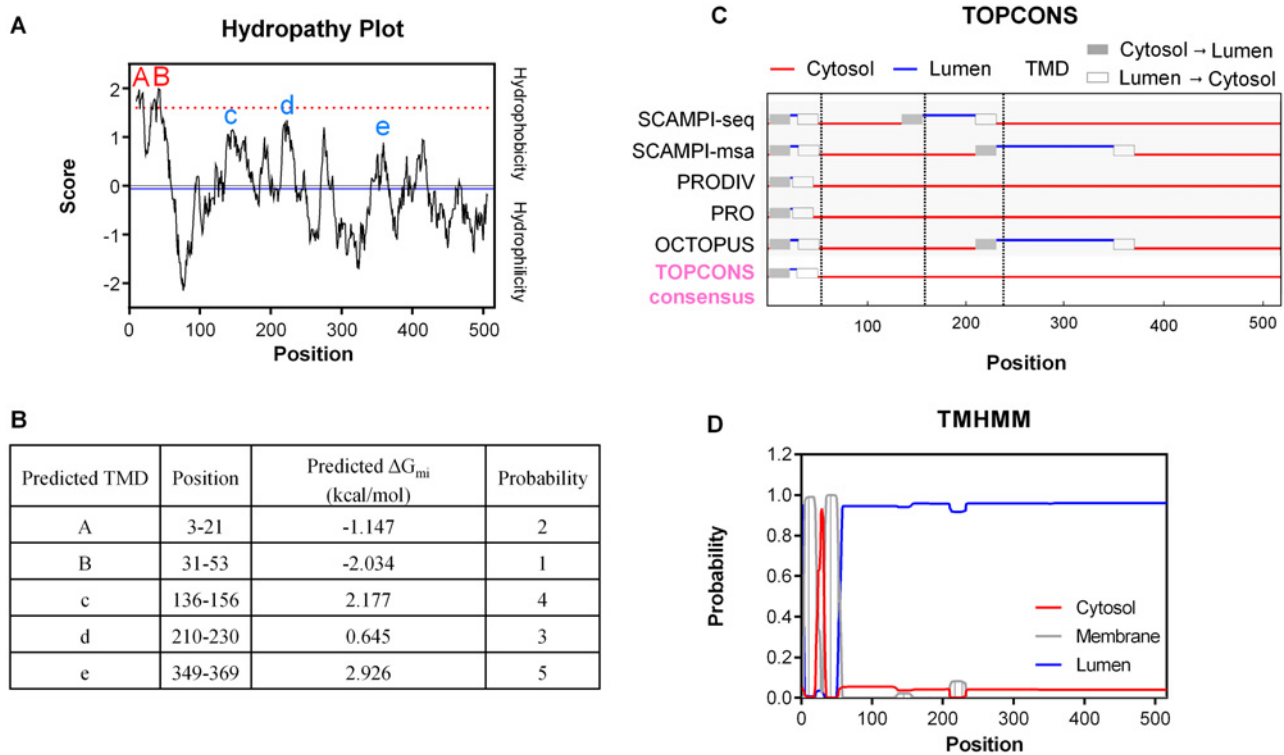 A
Hydropathy Plot
A B
c
d
e
2
1
0
-1
-2
Score
Hydrophobicity
Hydrophilicity
0 100 200 300 400 500
Position
B
Predicted TMD Position Predicted ΔGmi (kcal/mol) Probability
A 3-21 -1.147 2
B 31-53 -2.034 1
c 136-156 2.177 4
d 210-230 0.645 3
e 349-369 2.926 5
C
TOPCONS
Cytosol Lumen TMD
Cytosol → Lumen
Lumen → Cytosol
SCAMPI-seq
SCAMPI-msa
PRODIV
PRO
OCTOPUS
TOPCONS
consensus
100 200 300 400 500
Position
D
TMHMM
1.2
1.0
0.8
0.6
0.4
0.2
0.0
Probability
Cytosol
Membrane
Lumen
0 100 200 300 400 500
Position